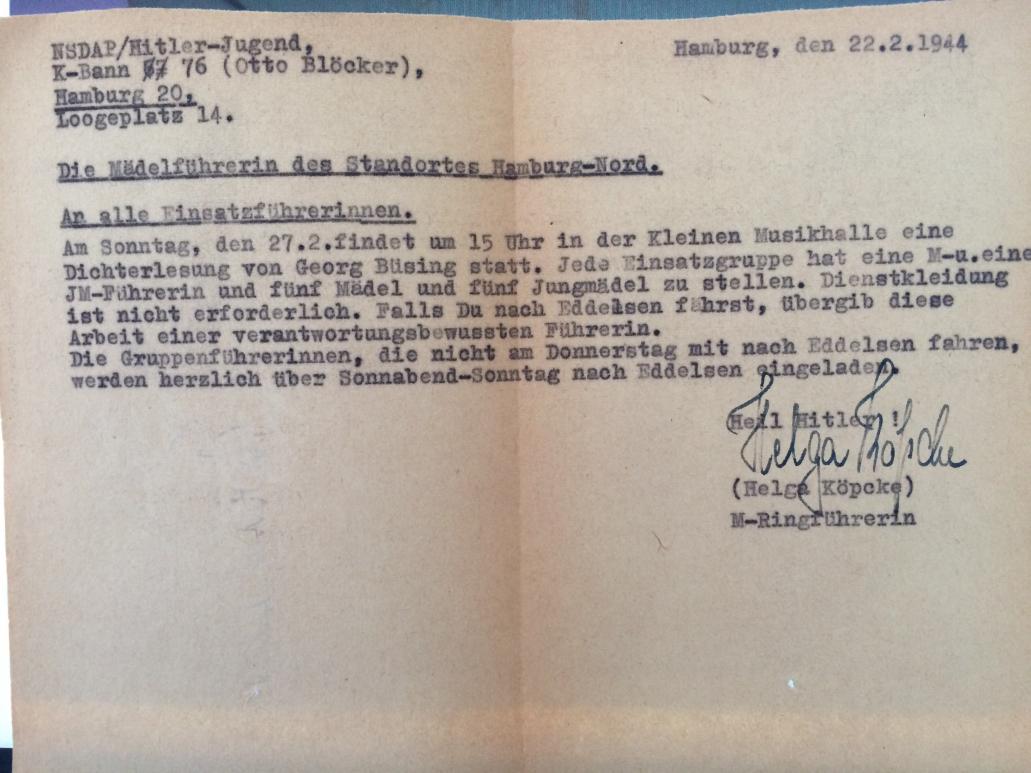 NSDAP/Hitler-Jugend,
Hamburg, den 22.2.1944
K-Bann 76 (Otto Blöcker),
Hamburg 20,
Loogeplatz 14.
Die Mädelführerin des Standortes Hamburg-Nord.
An alle Einsatzführerinnen.
Am Sonntag, den 27.2.findet um 15 Uhr in der Kleinen Musikhalle eine
Dichterlesung von Georg Büsing statt. Jede Einsatzgruppe hat eine M-u.eine
JM-Führerin und fünf Mädel und fünf Jungmädel zu stellen. Dienstkleidung
ist nicht erforderlich. Falls Du nach Eddelsen fährst, übergib diese
Arbeit einer verantwortungsbewussten Führerin.
Die Gruppenführerinnen, die nicht am Donnerstag mit nach Eddelsen fahren,
werden herzlich über Sonnabend-Sonntag nach Eddelsen eingeladen.
Heil Hitler !
Helga Köpcke
(Helga Köpcke)
M-Ringführerin